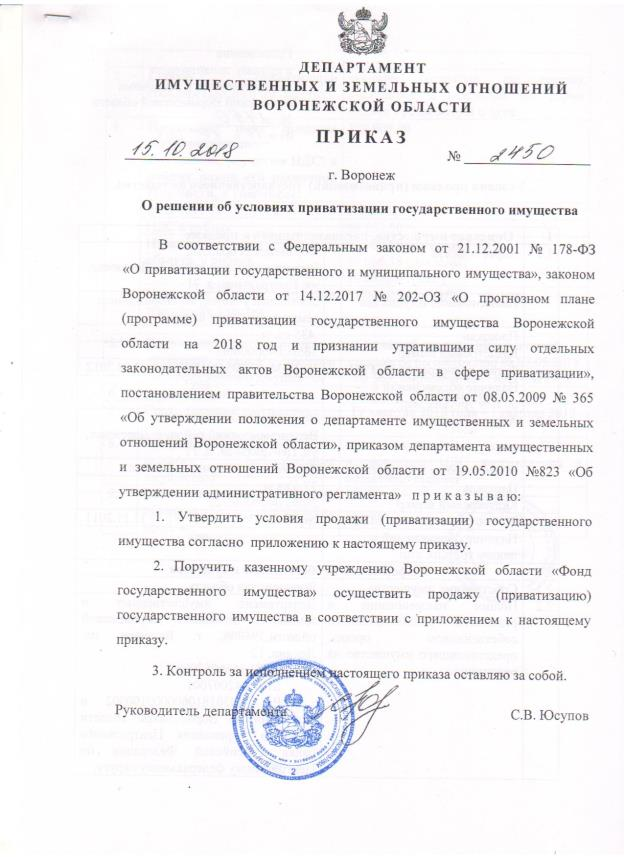 ДЕПАРТАМЕНТ
ИМУЩЕСТВЕННЫХ И ЗЕМЕЛЬНЫХ ОТНОШЕНИЙ
ВОРОНЕЖСКОЙ ОБЛАСТИ
ПРИКАЗ
15.10.2018 № 2450
г. Воронеж
О решении об условиях приватизации государственного имущества
В соответствии с Федеральным законом от 21.12.2001 № 178-ФЗ
«О приватизации государственного и муниципального имущества», законом
Воронежской области от 14.12.2017 № 202-ОЗ «О прогнозном плане
(программе) приватизации государственного имущества Воронежской
области на 2018 год и признании утратившими силу отдельных
законодательных актов Воронежской области в сфере приватизации»,
постановлением правительства Воронежской области от 08.05.2009 № 365
«Об утверждении положения о департаменте имущественных и земельных
отношений Воронежской области», приказом департамента имущественных
и земельных отношений Воронежской области от 19.05.2010 №823 «Об
утверждении административного регламента» п р и к а з ы в а ю:
1. Утвердить условия продажи (приватизации) государственного
имущества согласно приложению к настоящему приказу.
2. Поручить казенному учреждению Воронежской области «Фонд
государственного имущества» осуществить продажу (приватизацию)
государственного имущества в соответствии с приложением к настоящему
приказу.
3. Контроль за исполнением настоящего приказа оставляю за собой.
Руководитель департамента С.В. Юсупов
2